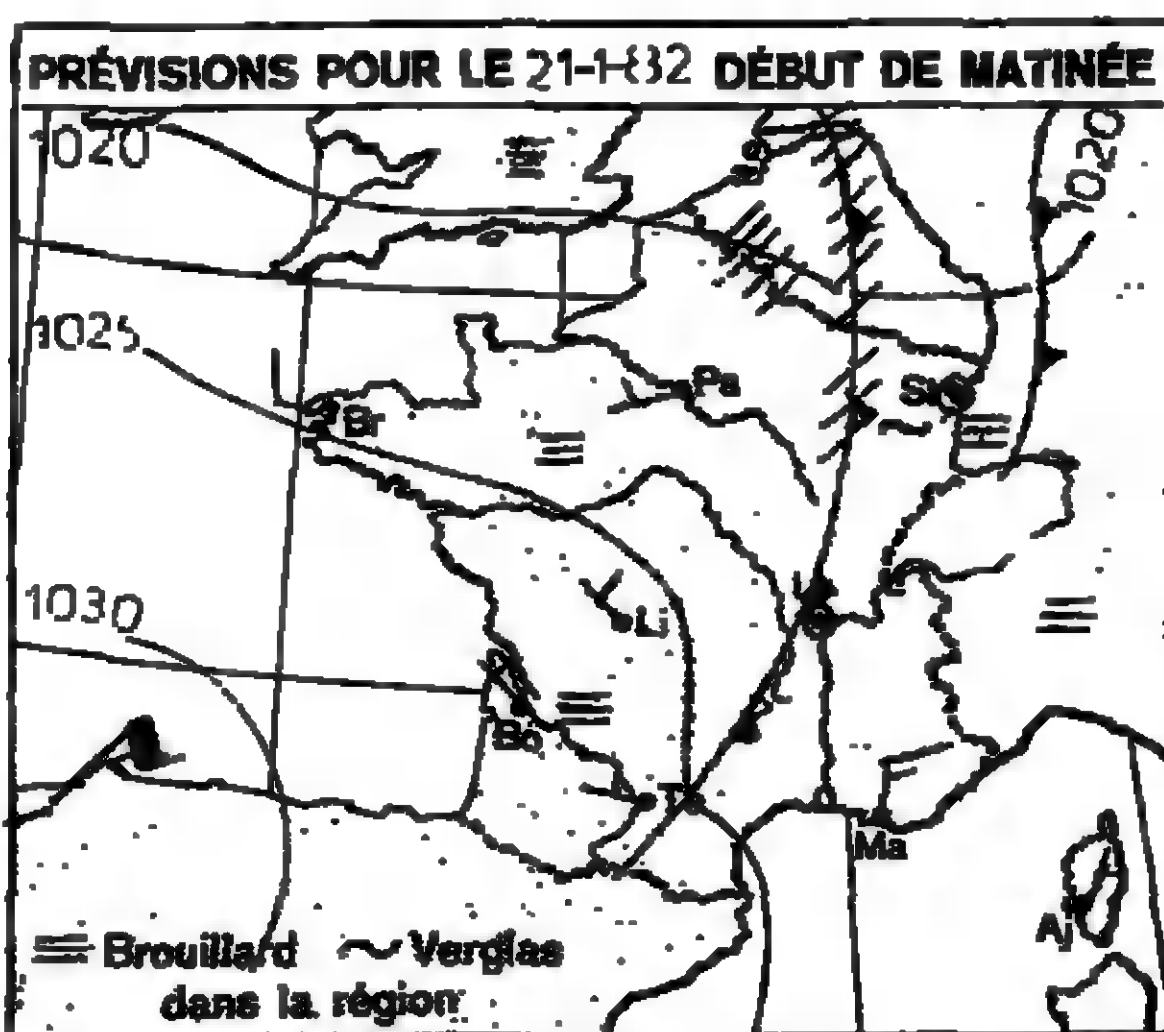 PRÉVISIONS POUR LE 21-1-82 DÉBUT DE MATINÉE
1020
1020
1025
Pa
Br
1030
Li
Bo
Ma
Aj
Brouillard Verglas
dans la région